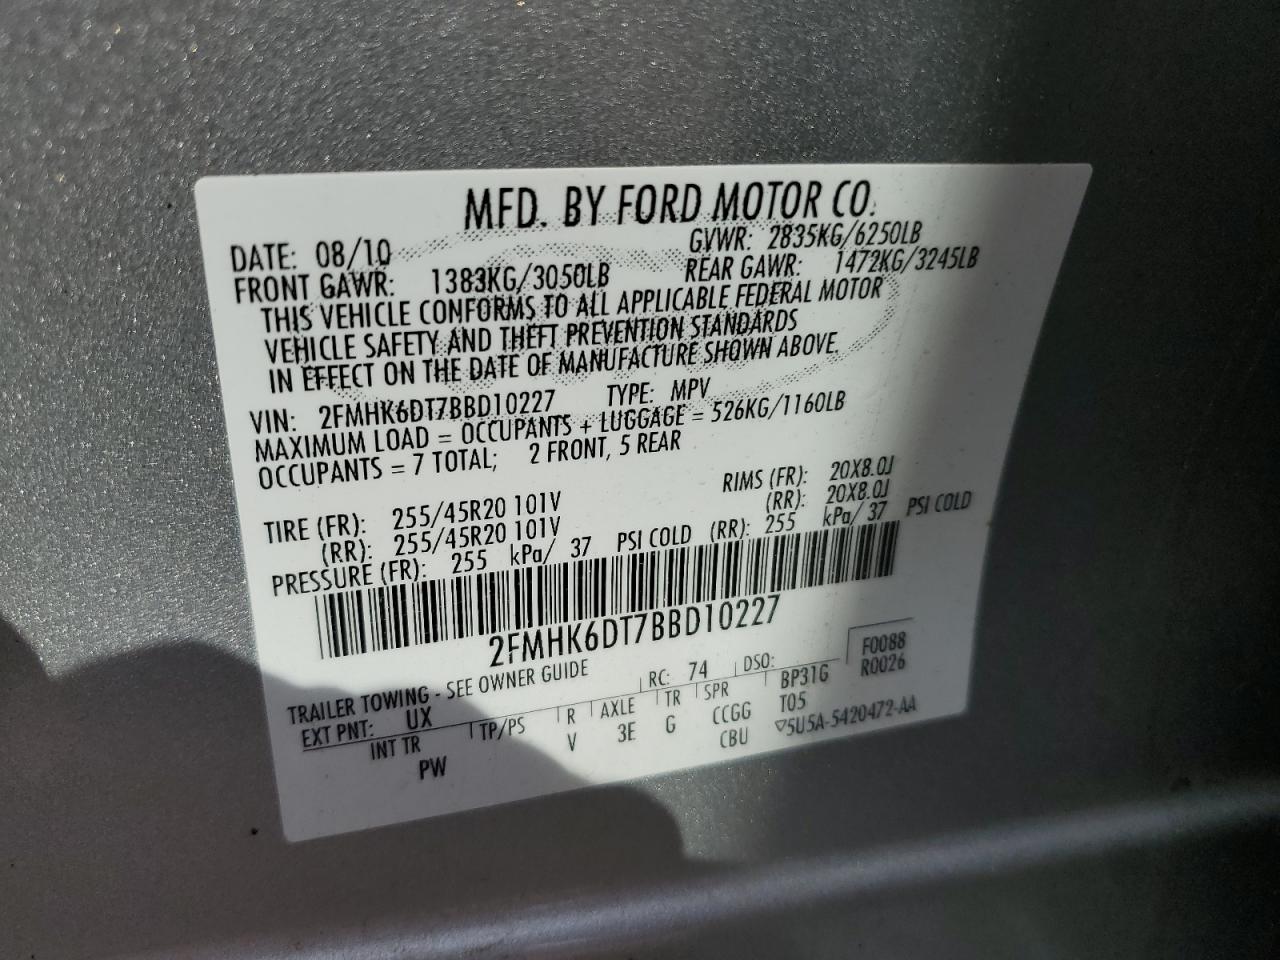 MFD. BY FORD MOTOR CO.
DATE: 08/10 GVWR: 2835KG/6250LB
FRONT GAWR: 1383KG/3050LB REAR GAWR: 1472KG/3245LB
THIS VEHICLE CONFORMS TO ALL APPLICABLE FEDERAL MOTOR
VEHICLE SAFETY AND THEFT PREVENTION STANDARDS
IN EFFECT ON THE DATE OF MANUFACTURE SHOWN ABOVE.
VIN: 2FMHK6DT7BBD10227 TYPE: MPV
MAXIMUM LOAD = OCCUPANTS + LUGGAGE = 526KG/1160LB
OCCUPANTS = 7 TOTAL; 2 FRONT, 5 REAR
TIRE (FR): 255/45R20 101V RIMS (FR): 20X8.0J
(RR): 255/45R20 101V (RR): 20X8.0J
PRESSURE (FR): 255 kPa/ 37 PSI COLD (RR): 255 kPa/ 37 PSI COLD
2FMHK6DT7BBD10227
F0088
TRAILER TOWING - SEE OWNER GUIDE R0026
EXT PNT: UX RC: 74 DSO:
INT TR TP/PS R AXLE TR SPR BP31G
PW V 3E G CCGG T05
CBU ▽5U5A-5420472-AA